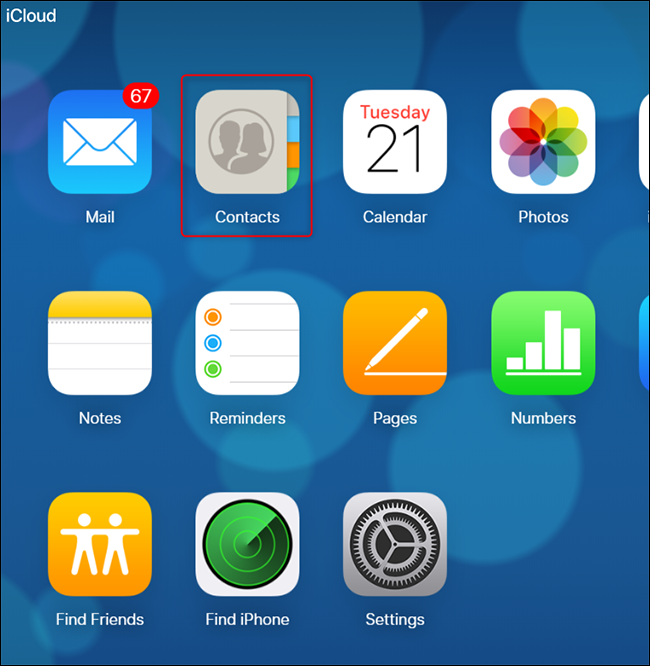 iCloud
67
Tuesday
21
Mail
Contacts
Calendar
Photos
Notes
Reminders
Pages
Numbers
Find Friends
Find iPhone
Settings